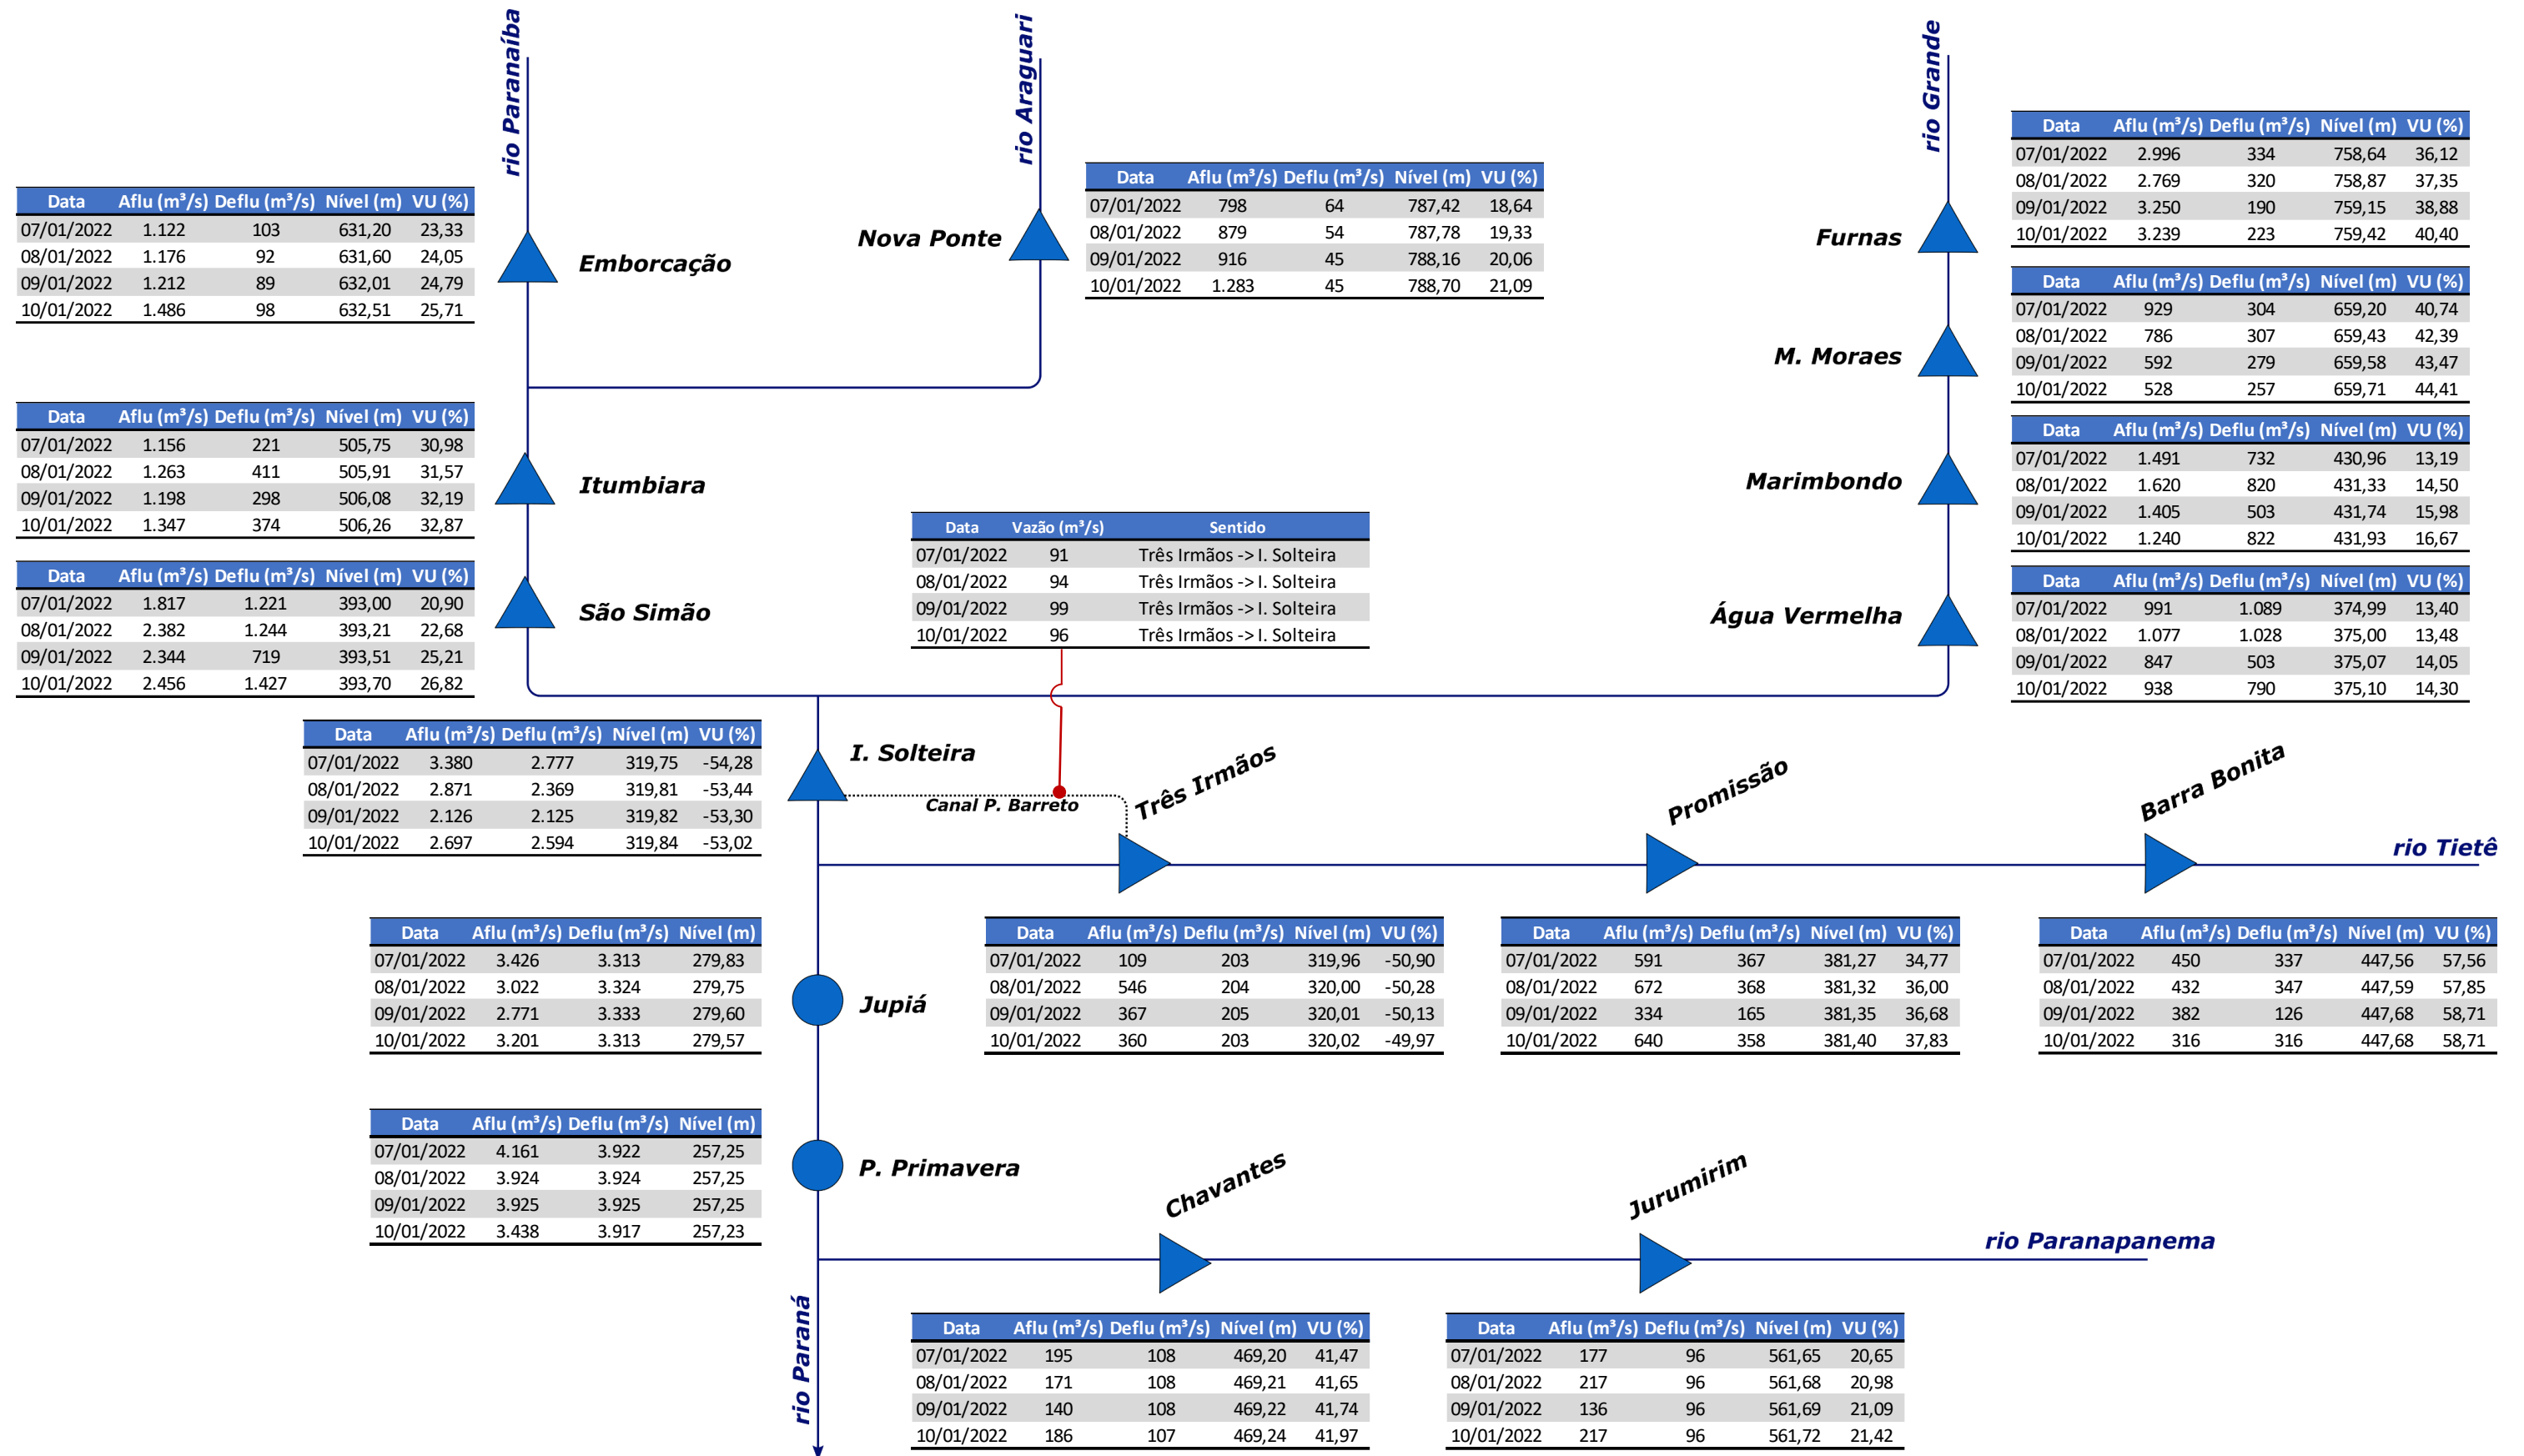 rio Paranaíba
rio Araguari
rio Grande
Data Aflu (m³/s) Deflu (m³/s) Nível (m) VU (%)
07/01/2022 1.122 103 631,20 23,33
08/01/2022 1.176 92 631,60 24,05
09/01/2022 1.212 89 632,01 24,79
10/01/2022 1.486 98 632,51 25,71
Emborcação
Nova Ponte
Data Aflu (m³/s) Deflu (m³/s) Nível (m) VU (%)
07/01/2022 798 64 787,42 18,64
08/01/2022 879 54 787,78 19,33
09/01/2022 916 45 788,16 20,06
10/01/2022 1.283 45 788,70 21,09
Furnas
Data Aflu (m³/s) Deflu (m³/s) Nível (m) VU (%)
07/01/2022 2.996 334 758,64 36,12
08/01/2022 2.769 320 758,87 37,35
09/01/2022 3.250 190 759,15 38,88
10/01/2022 3.239 223 759,42 40,40
M. Moraes
Data Aflu (m³/s) Deflu (m³/s) Nível (m) VU (%)
07/01/2022 929 304 659,20 40,74
08/01/2022 786 307 659,43 42,39
09/01/2022 592 279 659,58 43,47
10/01/2022 528 257 659,71 44,41
Data Aflu (m³/s) Deflu (m³/s) Nível (m) VU (%)
07/01/2022 1.156 221 505,75 30,98
08/01/2022 1.263 411 505,91 31,57
09/01/2022 1.198 298 506,08 32,19
10/01/2022 1.347 374 506,26 32,87
Itumbiara
Marimbondo
Data Aflu (m³/s) Deflu (m³/s) Nível (m) VU (%)
07/01/2022 1.491 732 430,96 13,19
08/01/2022 1.620 820 431,33 14,50
09/01/2022 1.405 503 431,74 15,98
10/01/2022 1.240 822 431,93 16,67
Data Aflu (m³/s) Deflu (m³/s) Nível (m) VU (%)
07/01/2022 1.817 1.221 393,00 20,90
08/01/2022 2.382 1.244 393,21 22,68
09/01/2022 2.344 719 393,51 25,21
10/01/2022 2.456 1.427 393,70 26,82
São Simão
Data Vazão (m³/s) Sentido
07/01/2022 91 Três Irmãos -> I. Solteira
08/01/2022 94 Três Irmãos -> I. Solteira
09/01/2022 99 Três Irmãos -> I. Solteira
10/01/2022 96 Três Irmãos -> I. Solteira
Água Vermelha
Data Aflu (m³/s) Deflu (m³/s) Nível (m) VU (%)
07/01/2022 991 1.089 374,99 13,40
08/01/2022 1.077 1.028 375,00 13,48
09/01/2022 847 503 375,07 14,05
10/01/2022 938 790 375,10 14,30
Data Aflu (m³/s) Deflu (m³/s) Nível (m) VU (%)
07/01/2022 3.380 2.777 319,75 -54,28
08/01/2022 2.871 2.369 319,81 -53,44
09/01/2022 2.126 2.125 319,82 -53,30
10/01/2022 2.697 2.594 319,84 -53,02
I. Solteira
Canal P. Barreto
Três Irmãos
Promissão
Barra Bonita
rio Tietê
Data Aflu (m³/s) Deflu (m³/s) Nível (m)
07/01/2022 3.426 3.313 279,83
08/01/2022 3.022 3.324 279,75
09/01/2022 2.771 3.333 279,60
10/01/2022 3.201 3.313 279,57
Jupiá
Data Aflu (m³/s) Deflu (m³/s) Nível (m) VU (%)
07/01/2022 109 203 319,96 -50,90
08/01/2022 546 204 320,00 -50,28
09/01/2022 367 205 320,01 -50,13
10/01/2022 360 203 320,02 -49,97
Data Aflu (m³/s) Deflu (m³/s) Nível (m) VU (%)
07/01/2022 591 367 381,27 34,77
08/01/2022 672 368 381,32 36,00
09/01/2022 334 165 381,35 36,68
10/01/2022 640 358 381,40 37,83
Data Aflu (m³/s) Deflu (m³/s) Nível (m) VU (%)
07/01/2022 450 337 447,56 57,56
08/01/2022 432 347 447,59 57,85
09/01/2022 382 126 447,68 58,71
10/01/2022 316 316 447,68 58,71
Data Aflu (m³/s) Deflu (m³/s) Nível (m)
07/01/2022 4.161 3.922 257,25
08/01/2022 3.924 3.924 257,25
09/01/2022 3.925 3.925 257,25
10/01/2022 3.438 3.917 257,23
P. Primavera
Chavantes
Jurumirim
rio Paranapanema
rio Paraná
Data Aflu (m³/s) Deflu (m³/s) Nível (m) VU (%)
07/01/2022 195 108 469,20 41,47
08/01/2022 171 108 469,21 41,65
09/01/2022 140 108 469,22 41,74
10/01/2022 186 107 469,24 41,97
Data Aflu (m³/s) Deflu (m³/s) Nível (m) VU (%)
07/01/2022 177 96 561,65 20,65
08/01/2022 217 96 561,68 20,98
09/01/2022 136 96 561,69 21,09
10/01/2022 217 96 561,72 21,42